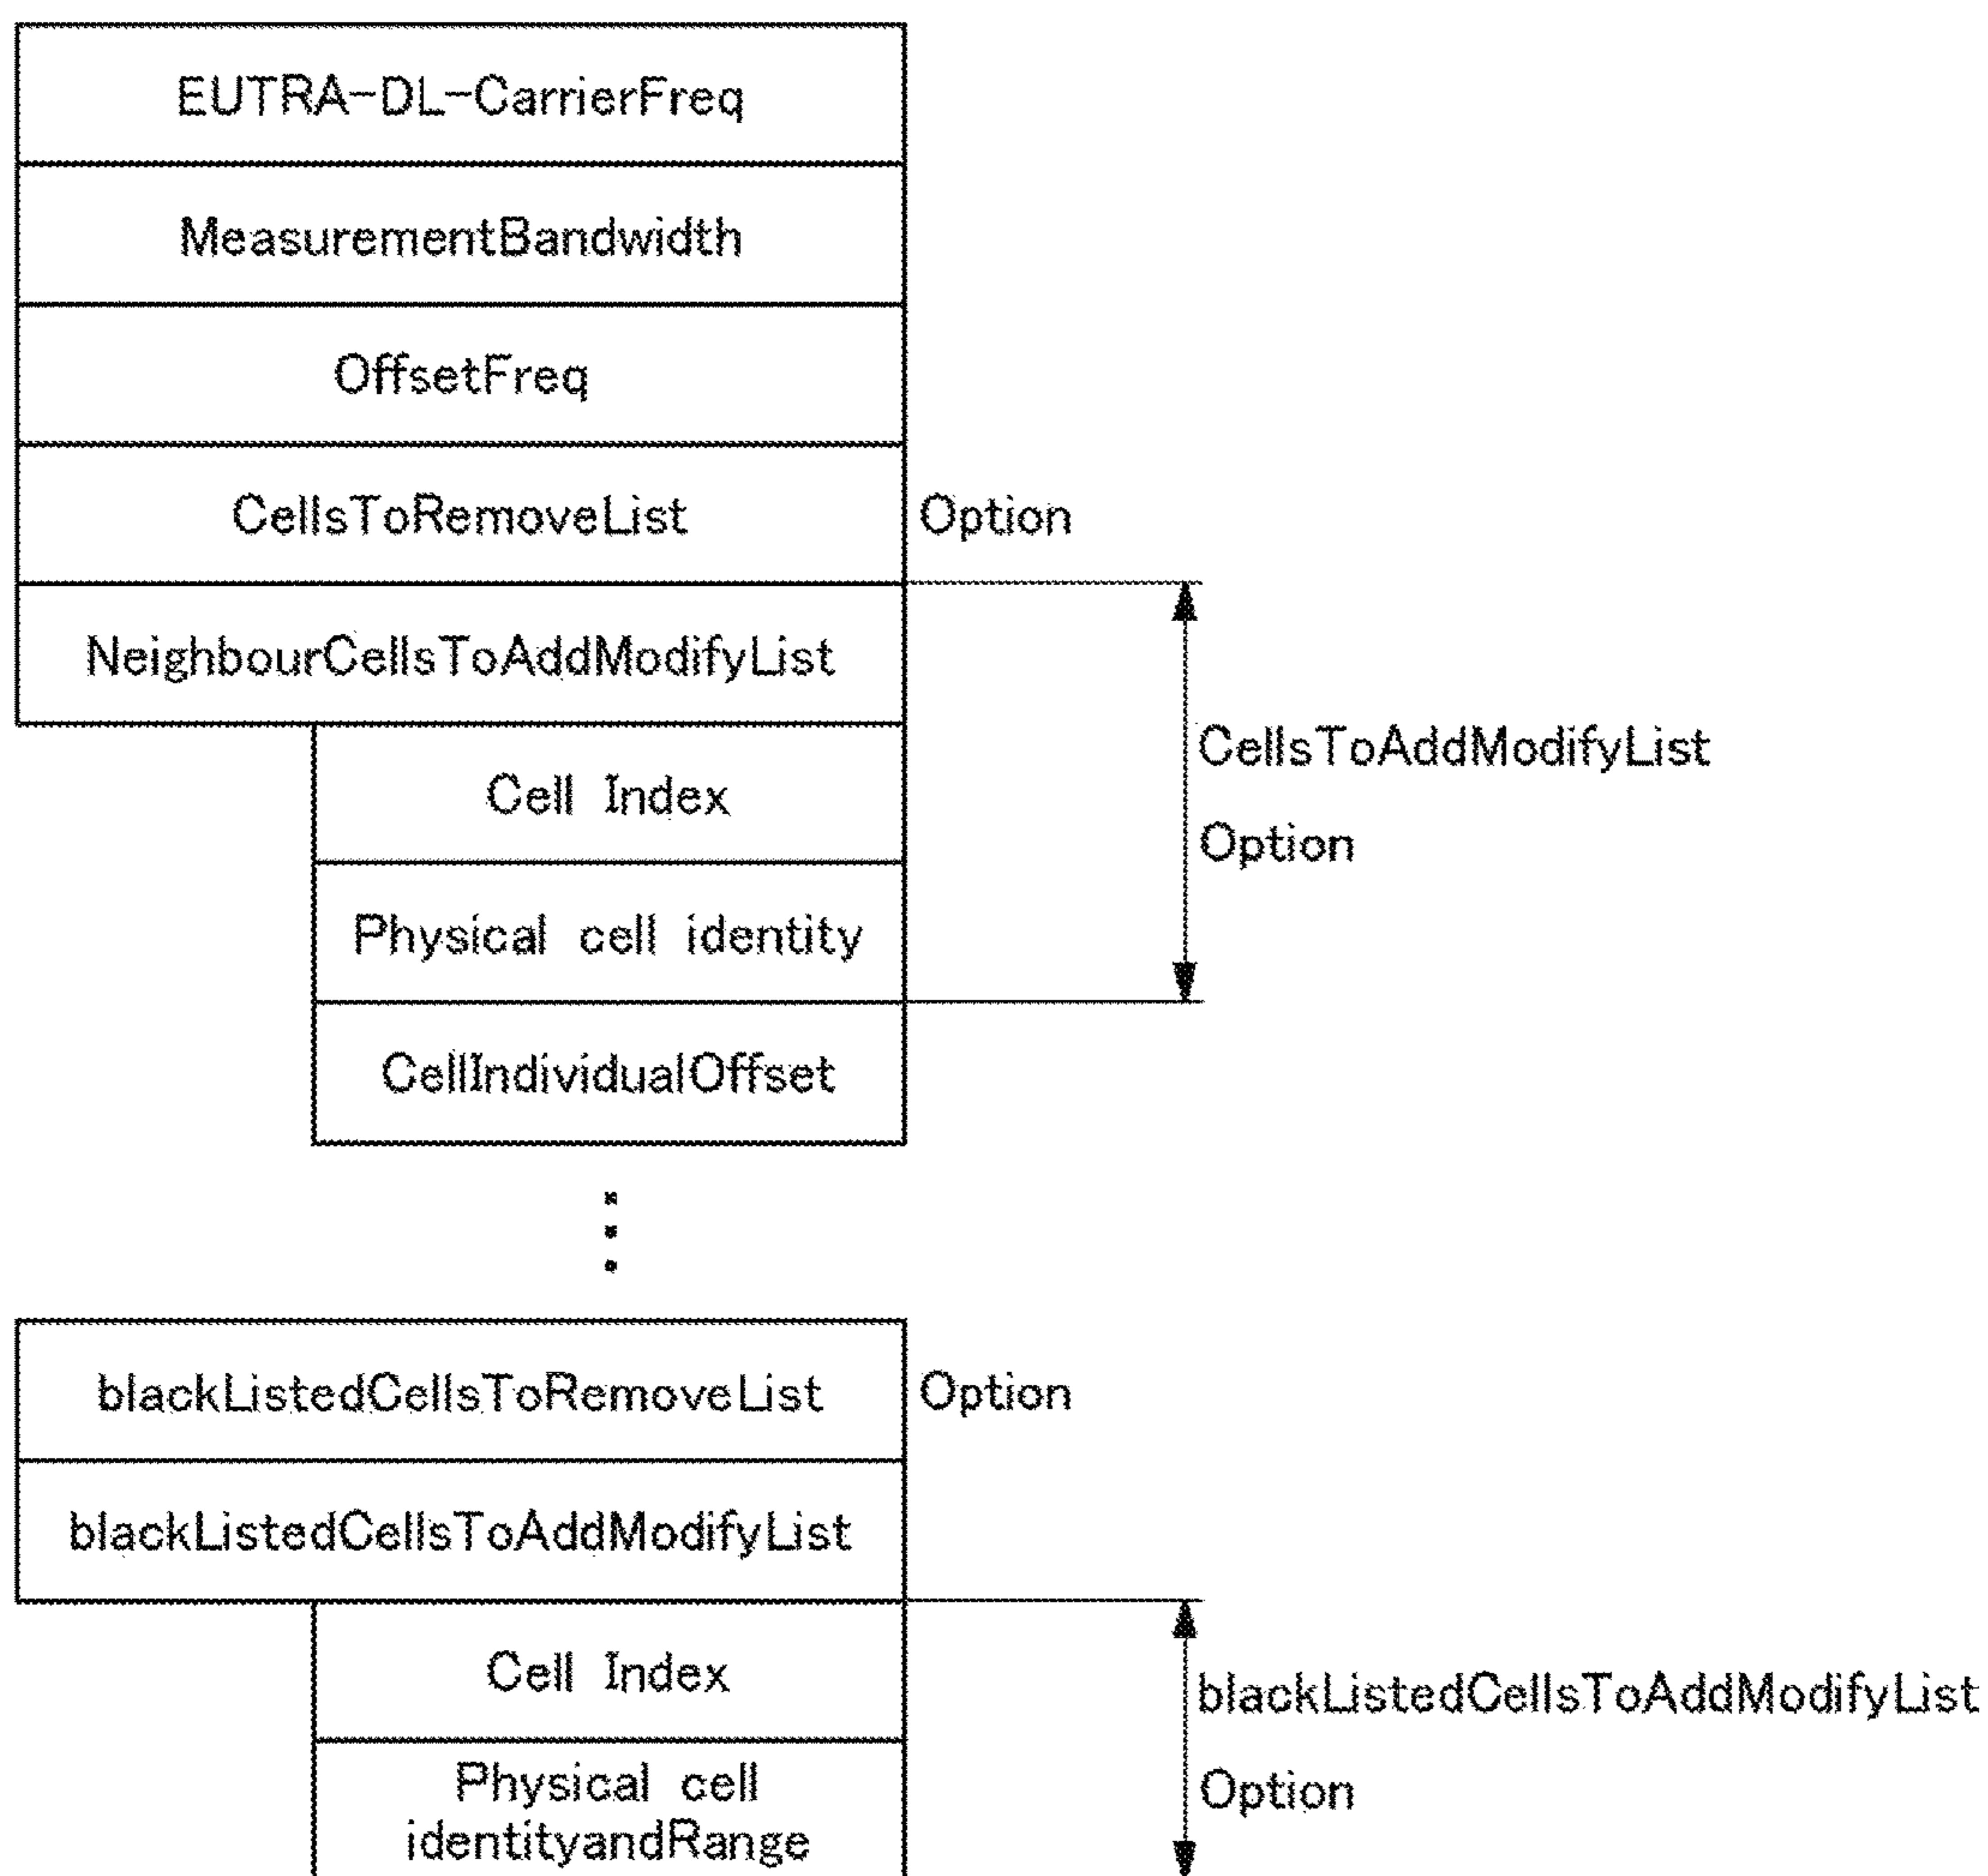 EUTRA-DL-CarrierFreq
MeasurementBandwidth
OffsetFreq
CellsToRemoveList
Option
NeighbourCellsToAddModifyList
Cell Index
CellsToAddModifyList
Option
Physical cell identity
CellIndividualOffset
blackListedCellsToRemoveList
Option
blackListedCellsToAddModifyList
Cell Index
blackListedCellsToAddModifyList
Physical cell
identityandRange
Option